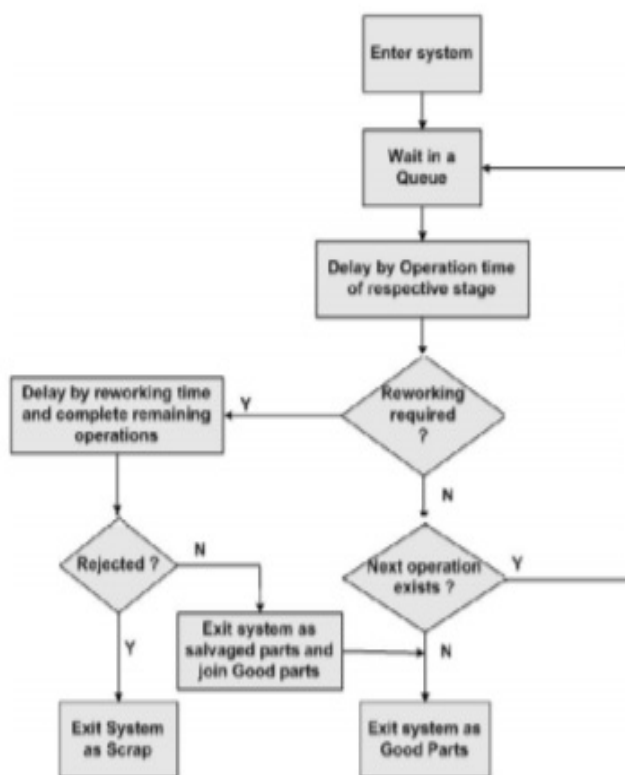 Enter system
Wait in a
Queue
Delay by Operation time
of respective stage
Reworking
required
?
Y
Delay by reworking time
and complete remaining
operations
N
Rejected ?
N
Next operation
exists ?
Y
Exit system as
salvaged parts and
join Good parts
Y
N
Exit System
as Scrap
Exit system as
Good Parts